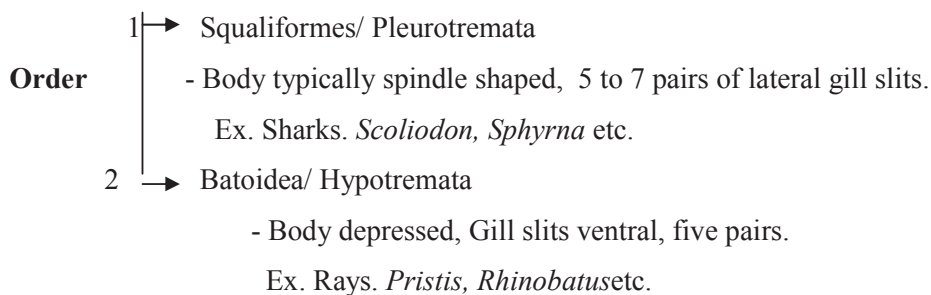 1 Squaliformes/ Pleurotremata
Order - Body typically spindle shaped, 5 to 7 pairs of lateral gill slits.
Ex. Sharks. Scoliodon, Sphyrna etc.
2 Batoidea/ Hypotremata
- Body depressed, Gill slits ventral, five pairs.
Ex. Rays. Pristis, Rhinobatusetc.